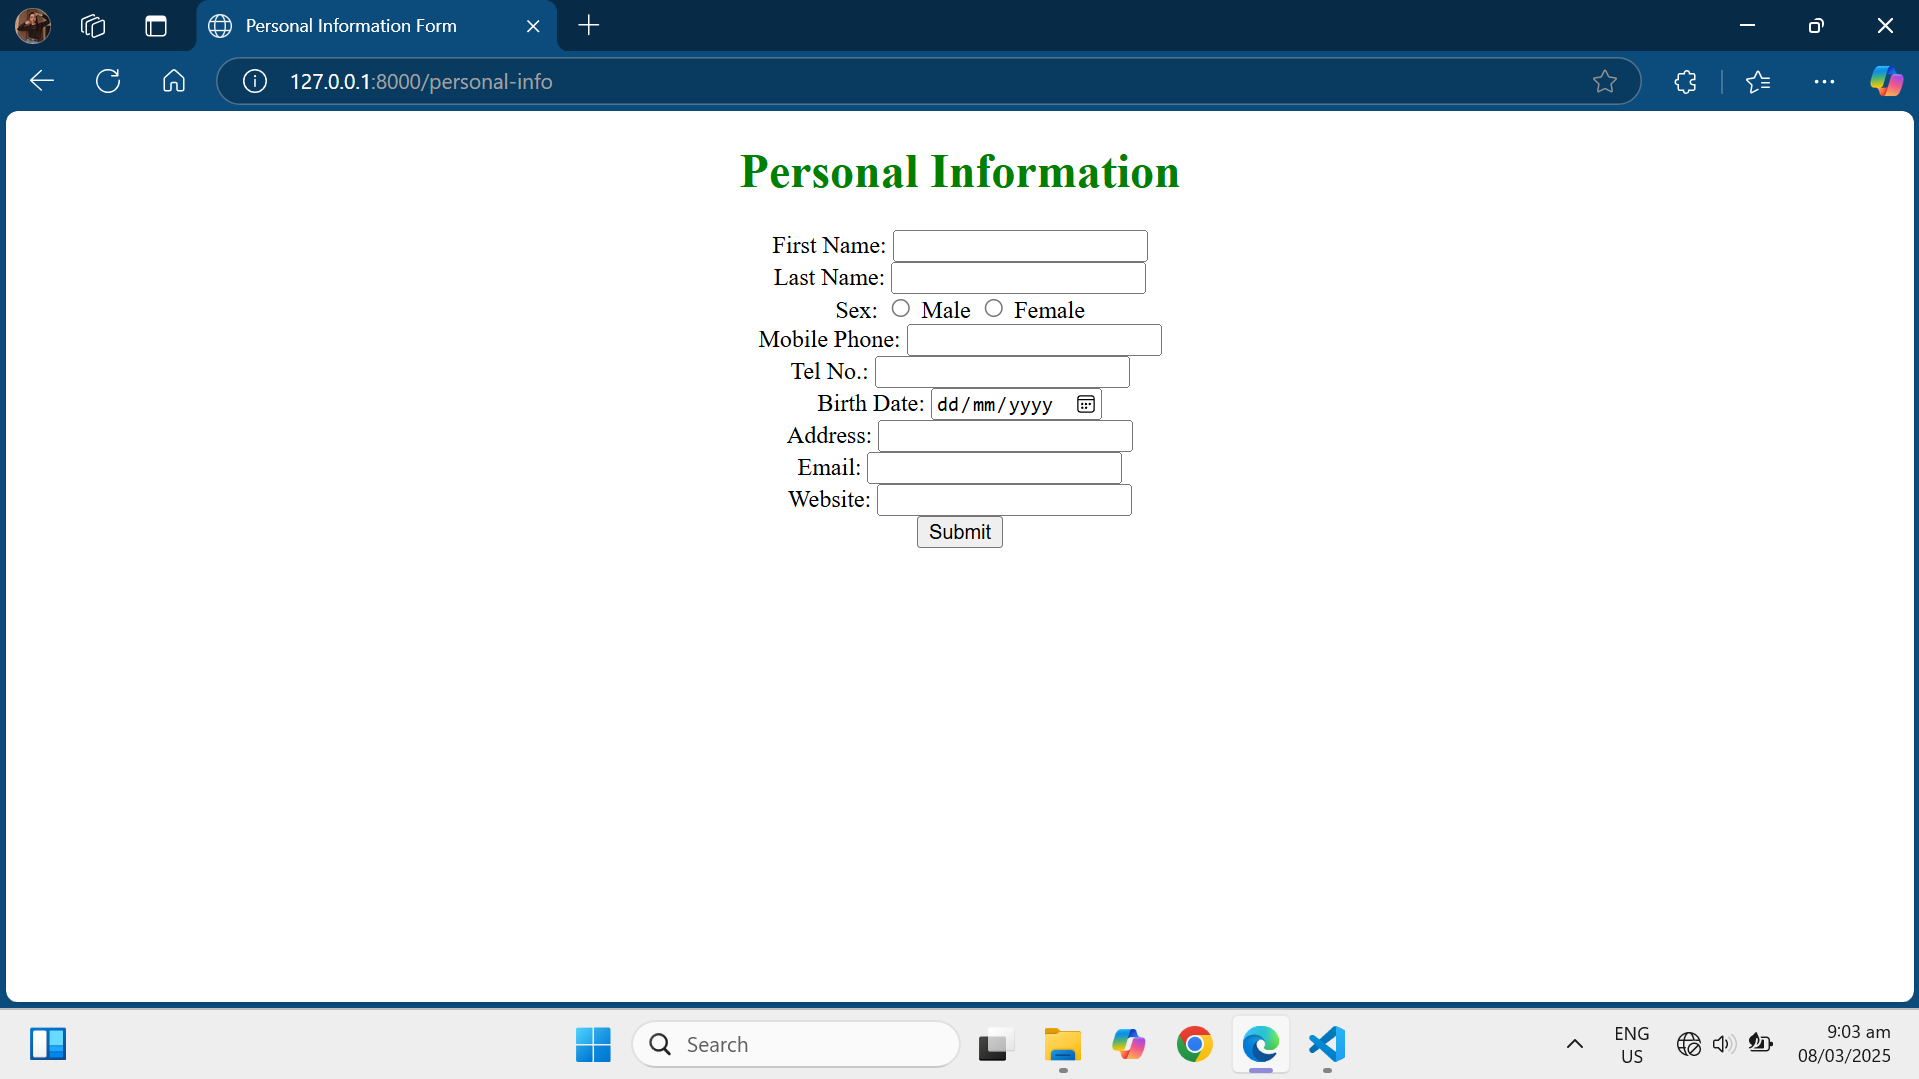 Personal Information Form
127.0.0.1:8000/personal-info
Personal Information
First Name:
Last Name:
Sex: Male Female
Mobile Phone:
Tel No.:
Birth Date: dd/mm/yyyy
Address:
Email:
Website:
Submit
Search
ENG
US
9:03 am
08/03/2025